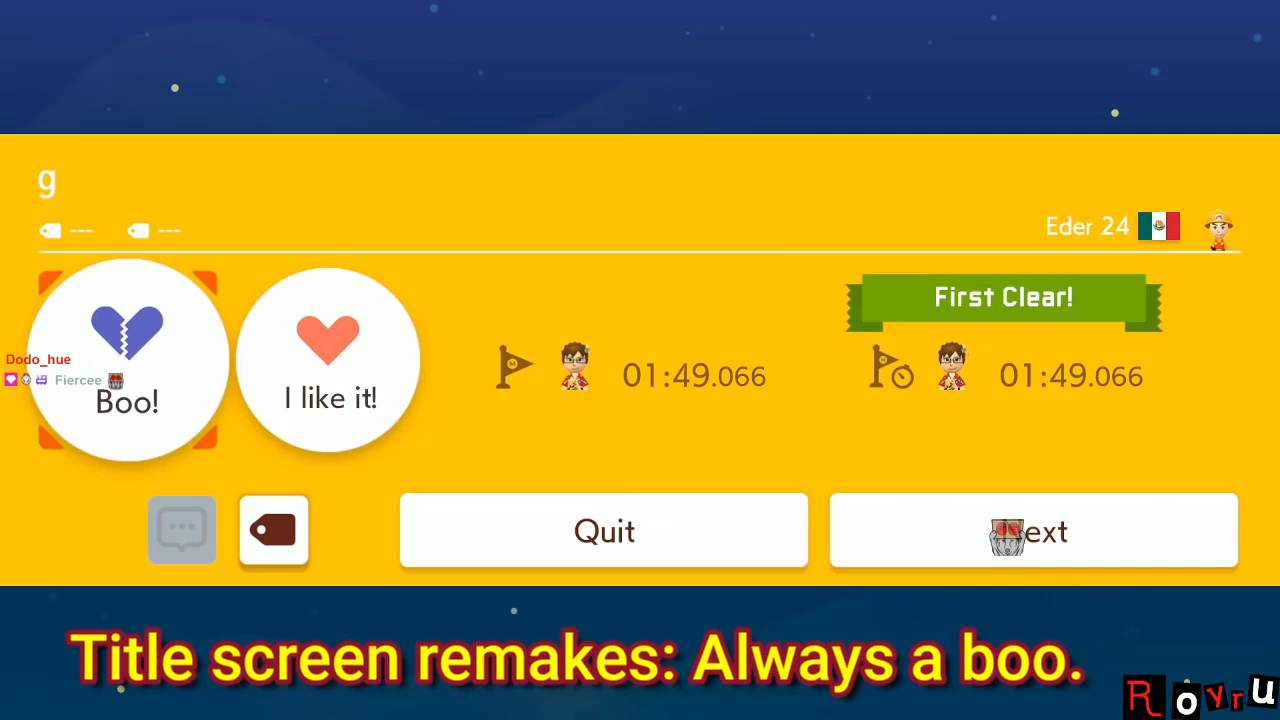 g
--- ---
Eder 24
First Clear!
Dodo_hue
Fiercee
Boo!
I like it!
M
01:49.066
M
01:49.066
Quit
ext
Title screen remakes: Always a boo.
Royru